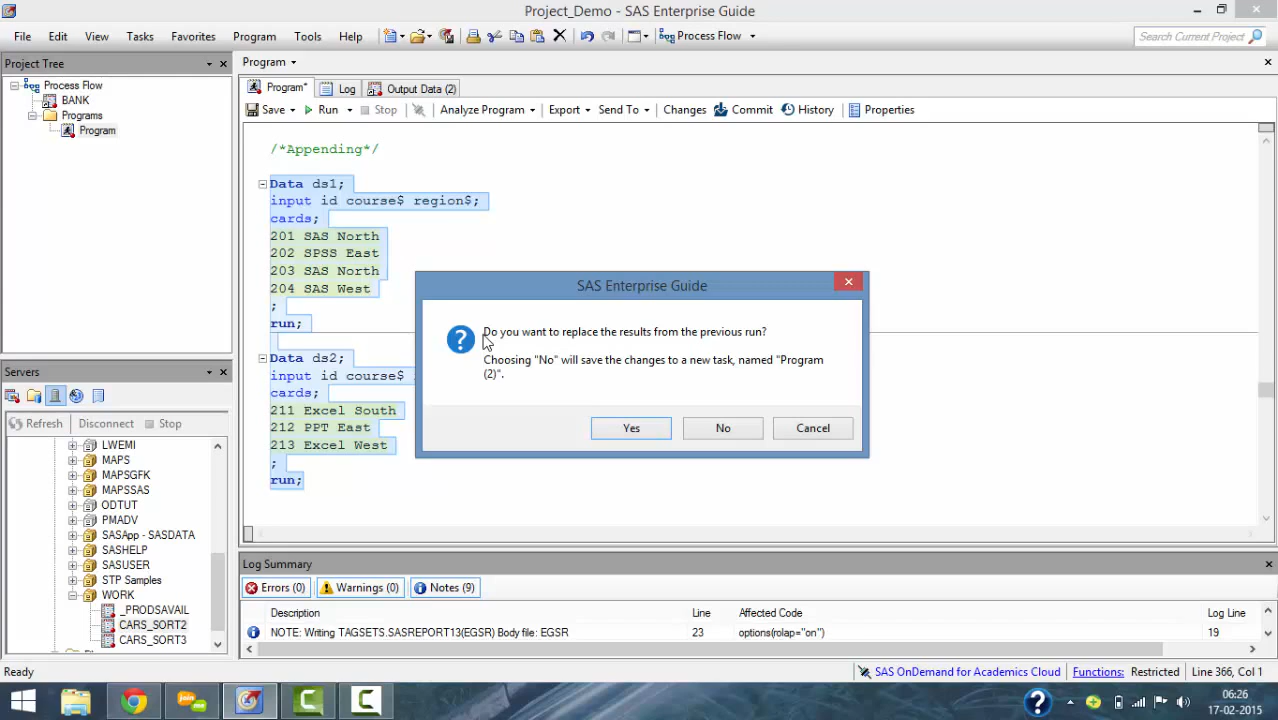 Project_Demo - SAS Enterprise Guide
File Edit View Tasks Favorites Program Tools Help Process Flow Search Current Project
Project Tree
Process Flow
BANK
Programs
Program
Program
Program* Log Output Data (2)
Save Run Stop Analyze Program Export Send To Changes Commit History Properties
/*Appending*/
Data ds1;
input id course$ region$;
cards;
201 SAS North
202 SPSS East
203 SAS North
204 SAS West
;
run;
Data ds2;
input id course$
cards;
211 Excel South
212 PPT East
213 Excel West
;
run;
SAS Enterprise Guide
Do you want to replace the results from the previous run?
Choosing "No" will save the changes to a new task, named "Program
(2)".
Yes No Cancel
Servers
Refresh Disconnect Stop
LWEMI
MAPS
MAPSGFK
MAPSSAS
ODTUT
PMADV
SASApp - SASDATA
SASHELP
SASUSER
STP Samples
WORK
_PRODSAVAIL
CARS_SORT2
CARS_SORT3
Log Summary
Errors (0) Warnings (0) Notes (9)
Description Line Affected Code Log Line
NOTE: Writing TAGSETS.SASREPORT13(EGSR) Body file: EGSR 23 options(rolap="on") 19
Ready SAS OnDemand for Academics Cloud Functions: Restricted Line 366, Col 1
06:26
17-02-2015